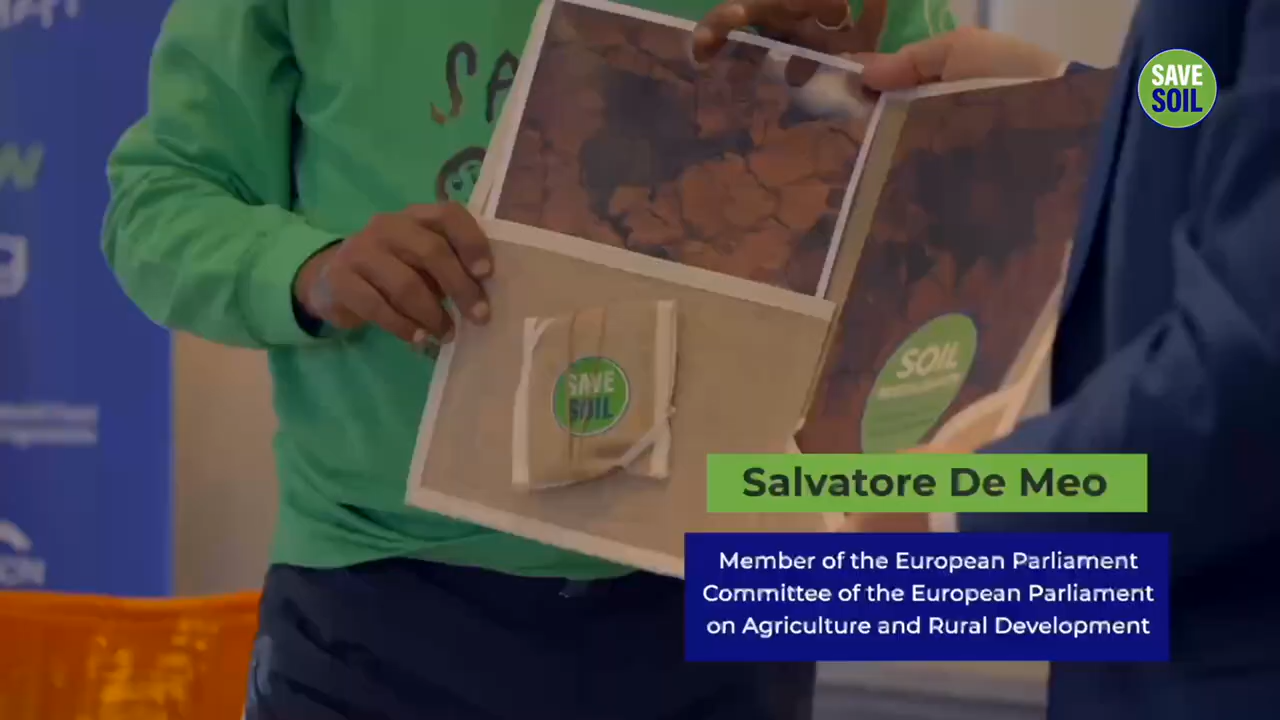 SAVE
SOIL
SA
SAVE
SOIL
SOIL
Salvatore De Meo
Member of the European Parliament
Committee of the European Parliament
on Agriculture and Rural Development